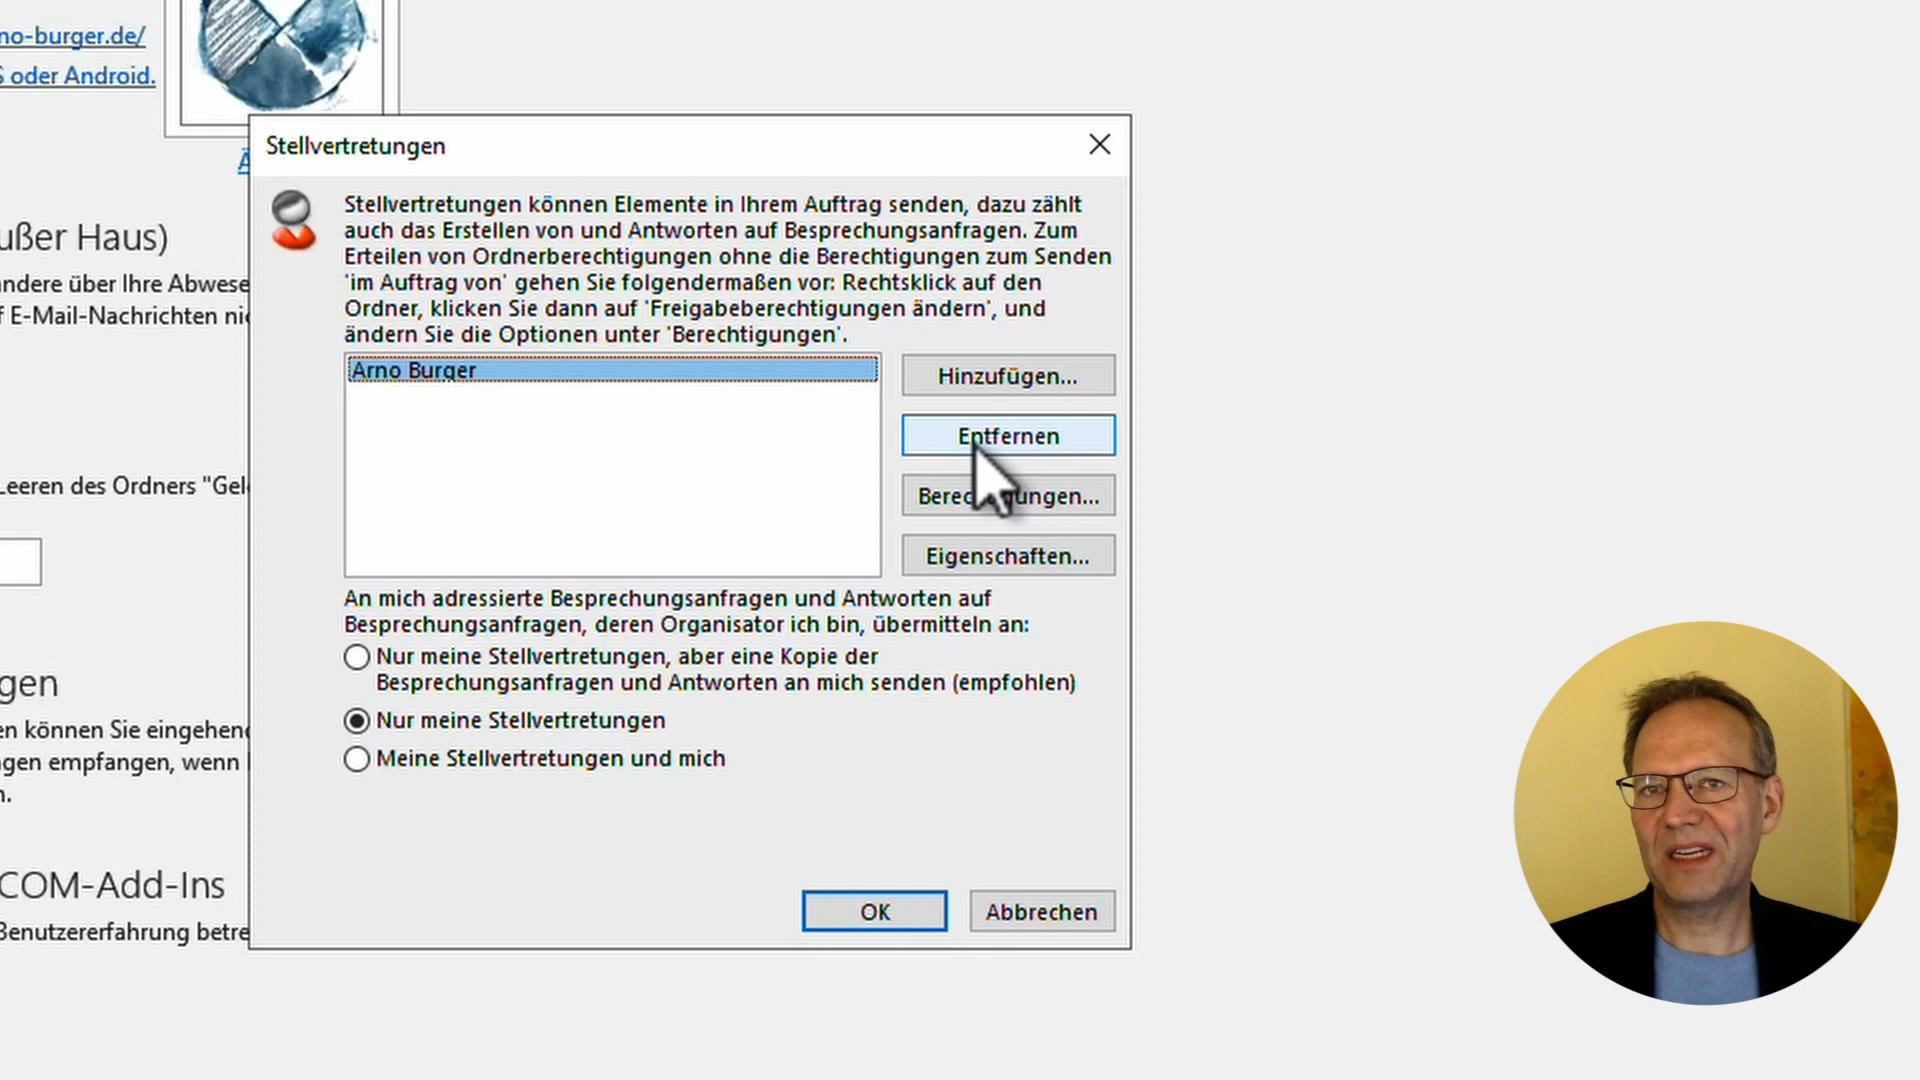 no-burger.de/
S oder Android.
Stellvertretungen
Ä
Stellvertretungen können Elemente in Ihrem Auftrag senden, dazu zählt
auch das Erstellen von und Antworten auf Besprechungsanfragen. Zum
Erteilen von Ordnerberechtigungen ohne die Berechtigungen zum Senden
'im Auftrag von' gehen Sie folgendermaßen vor: Rechtsklick auf den
Ordner, klicken Sie dann auf 'Freigabeberechtigungen ändern', und
ändern Sie die Optionen unter 'Berechtigungen'.
ußer Haus)
andere über Ihre Abwese
f E-Mail-Nachrichten nic
Arno Burger
Hinzufügen...
Entfernen
Leeren des Ordners "Gel
Eigenschaften...
An mich adressierte Besprechungsanfragen und Antworten auf
Besprechungsanfragen, deren Organisator ich bin, übermitteln an:
Nur meine Stellvertretungen, aber eine Kopie der
Besprechungsanfragen und Antworten an mich senden (empfohlen)
Nur meine Stellvertretungen
Meine Stellvertretungen und mich
gen
en können Sie eingehend
gen empfangen, wenn
n.
COM-Add-Ins
Benutzererfahrung betre
OK
Abbrechen